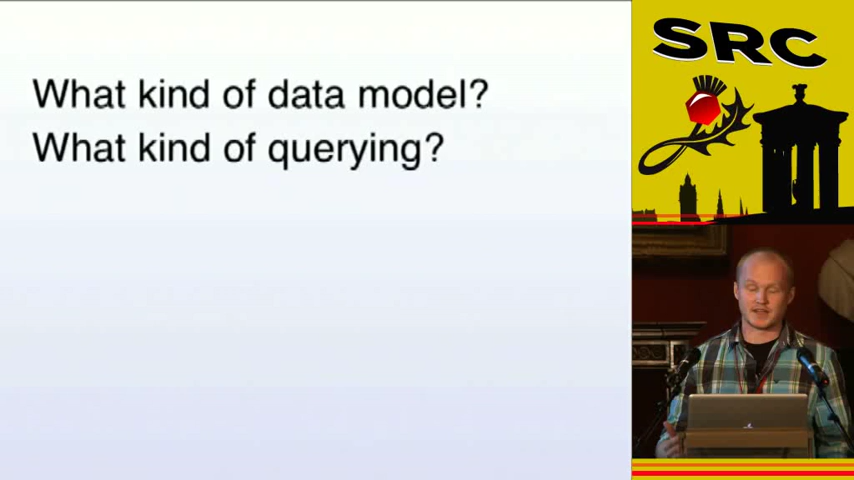 What kind of data model?
What kind of querying?
SRC